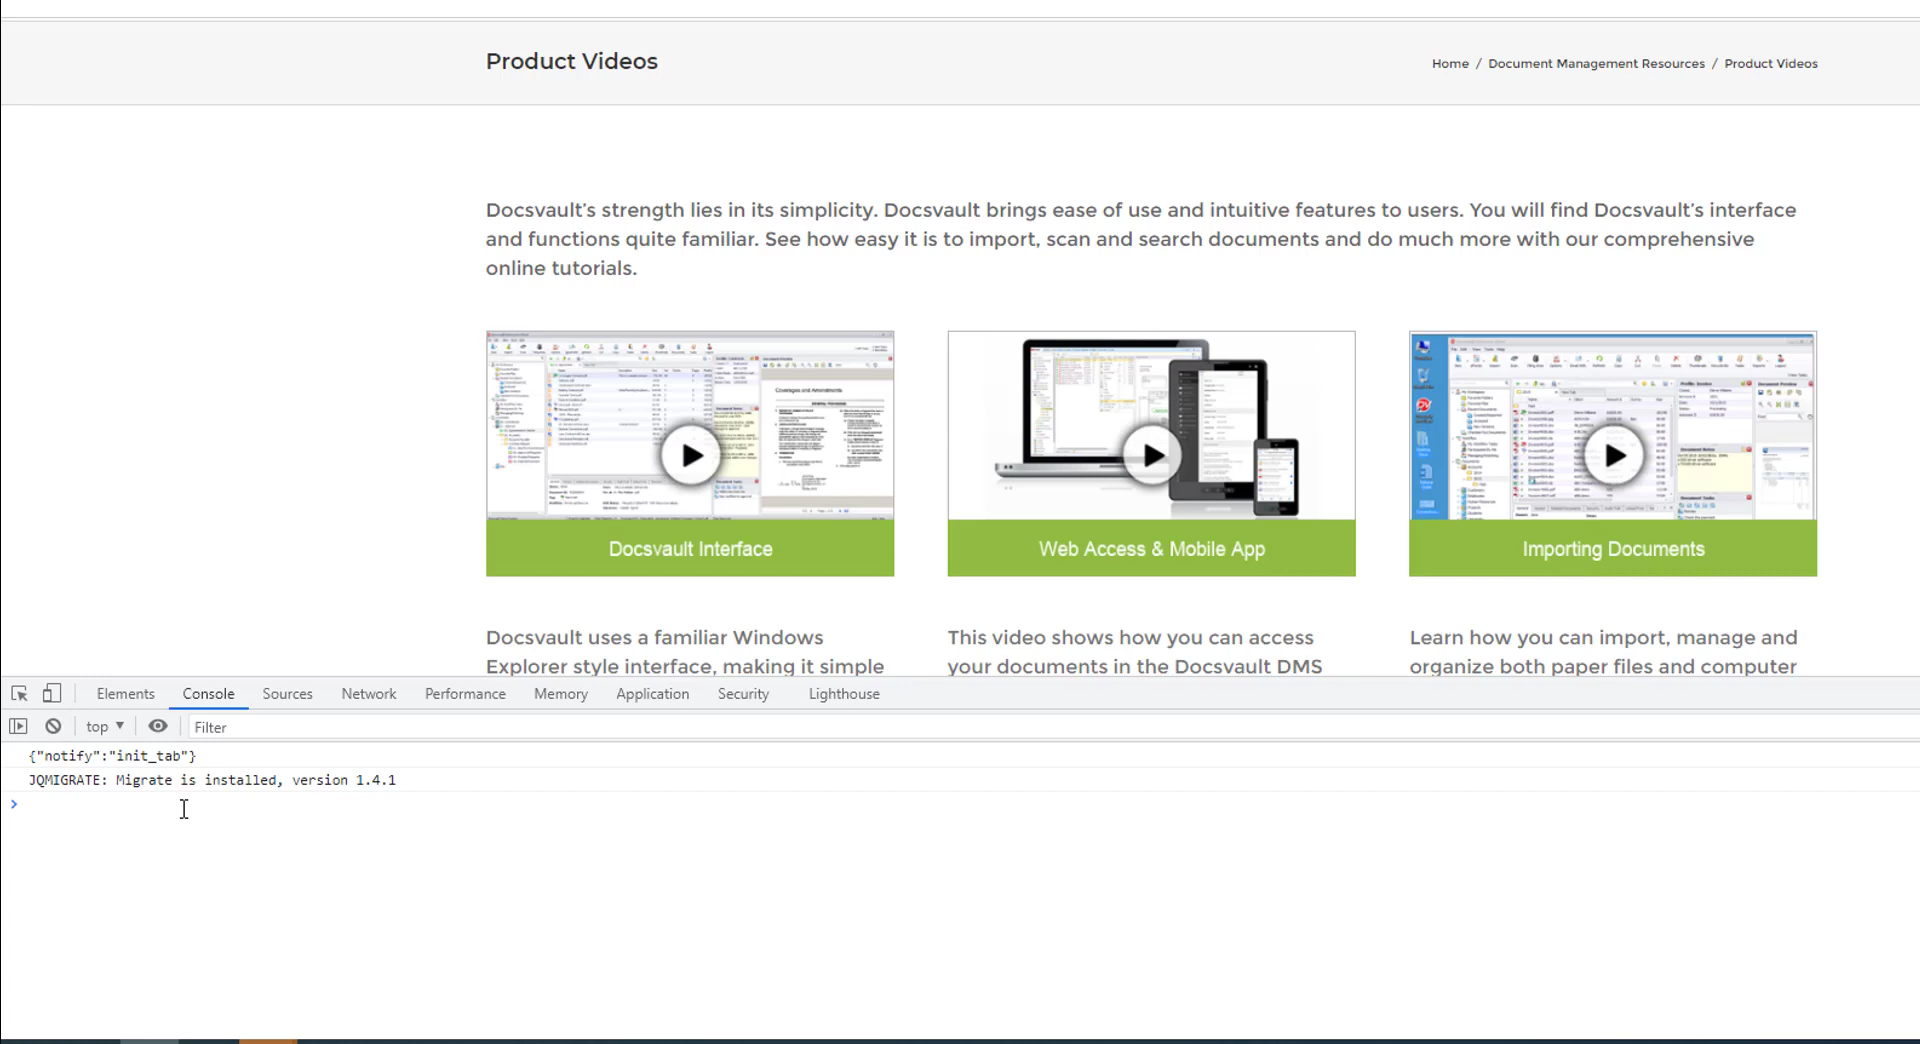 Product Videos
Home / Document Management Resources / Product Videos
Docsvault’s strength lies in its simplicity. Docsvault brings ease of use and intuitive features to users. You will find Docsvault’s interface
and functions quite familiar. See how easy it is to import, scan and search documents and do much more with our comprehensive
online tutorials.
Coverages and Amendments
Docsvault Interface
Web Access & Mobile App
Importing Documents
Docsvault uses a familiar Windows
Explorer style interface, making it simple
This video shows how you can access
your documents in the Docsvault DMS
Learn how you can import, manage and
organize both paper files and computer
Elements Console Sources Network Performance Memory Application Security Lighthouse
top Filter
{"notify":"init_tab"}
JQMIGRATE: Migrate is installed, version 1.4.1